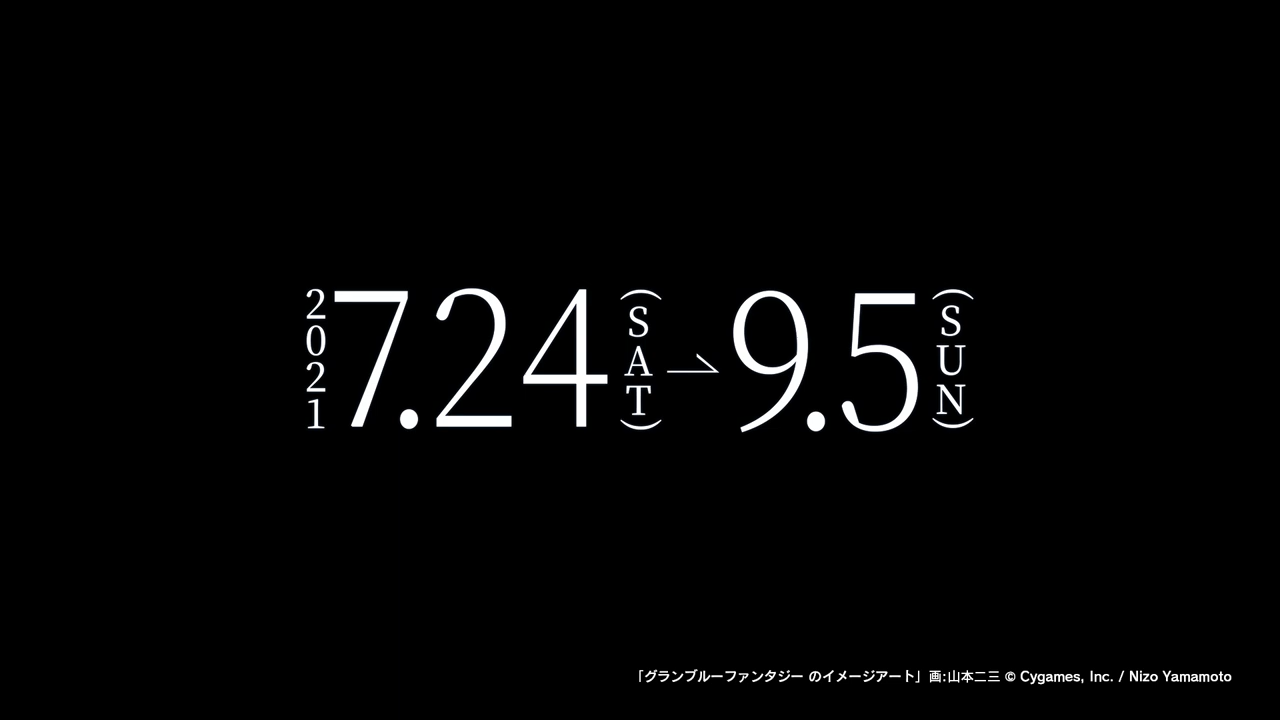 2021 7.24 (SAT) ⇀ 9.5 (SUN)
「グランブルーファンタジー のイメージアート」画:山本二三 © Cygames, Inc. / Nizo Yamamoto